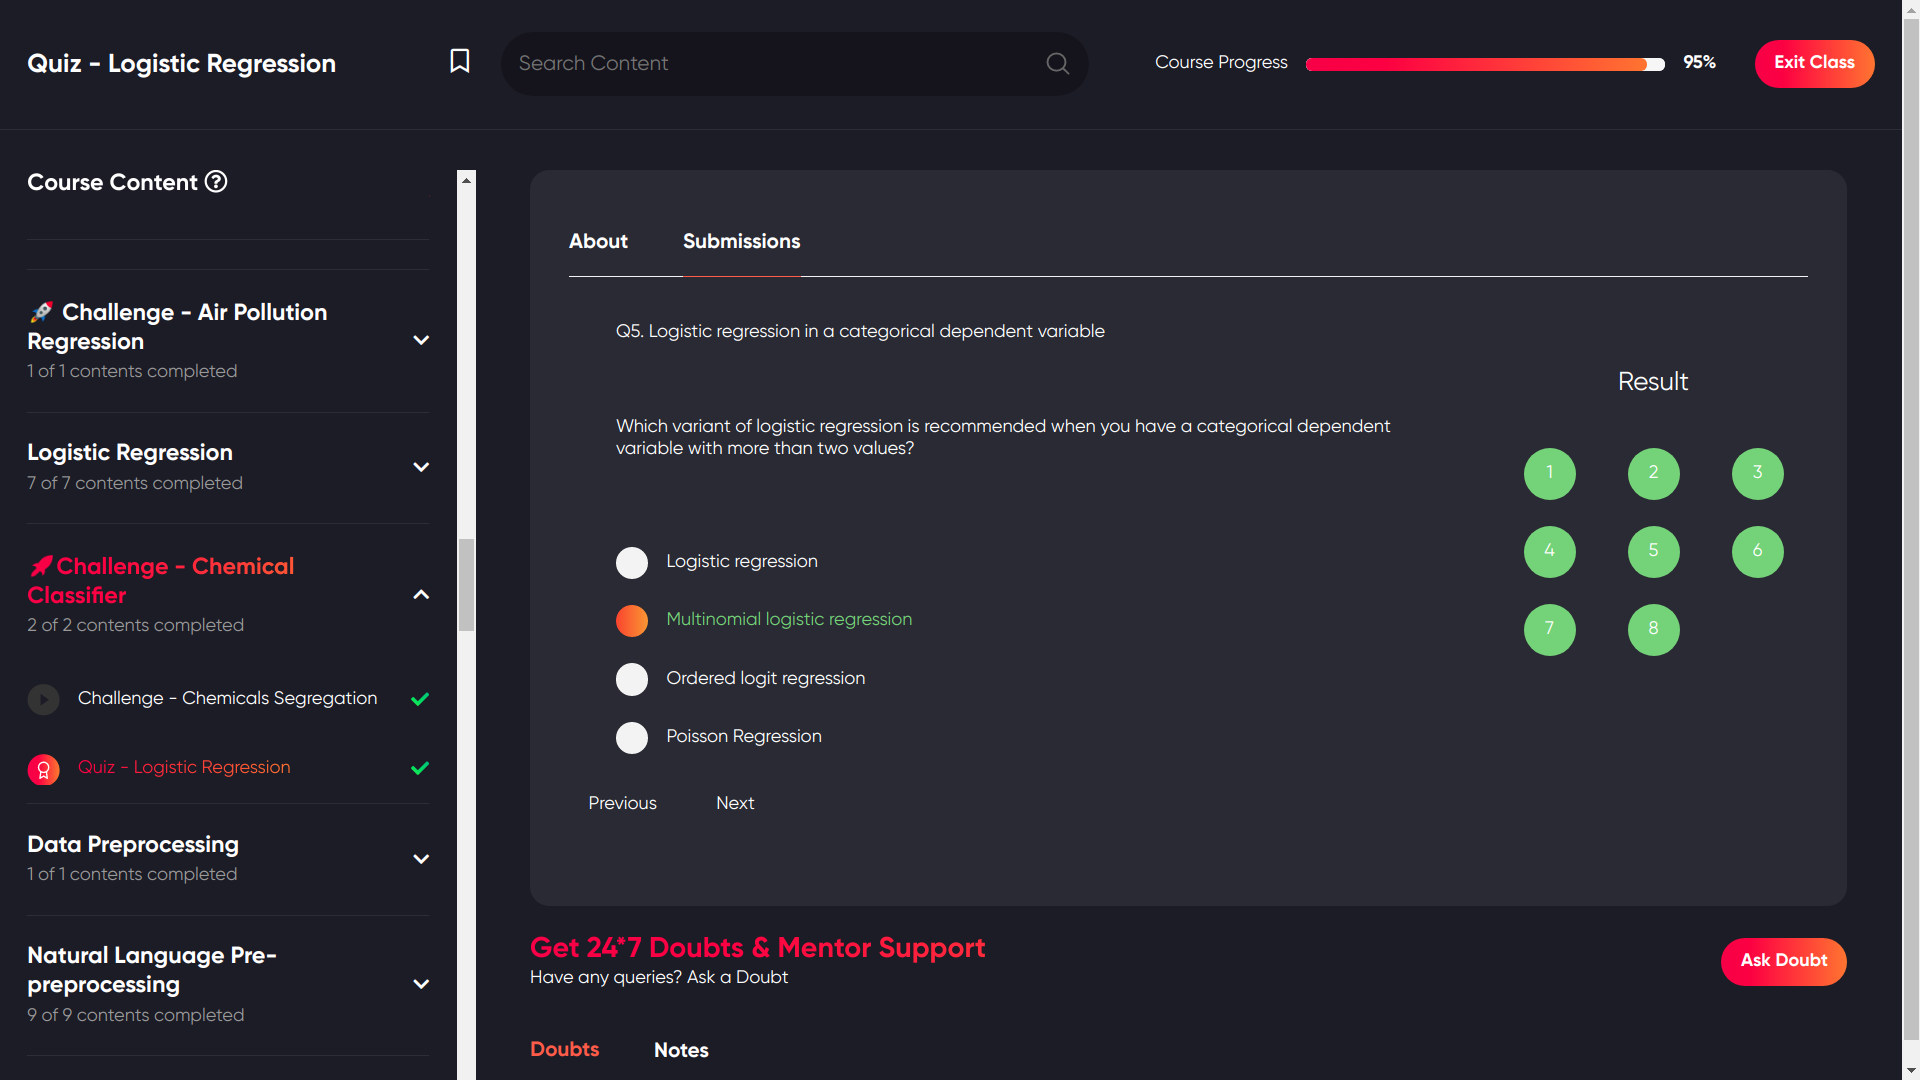 Quiz - Logistic Regression
Search Content
Course Progress
95%
Exit Class
Course Content
🚀 Challenge - Air Pollution
Regression
1 of 1 contents completed
Logistic Regression
7 of 7 contents completed
🚀Challenge - Chemical
Classifier
2 of 2 contents completed
Challenge - Chemicals Segregation
Quiz - Logistic Regression
Data Preprocessing
1 of 1 contents completed
Natural Language Pre-
preprocessing
9 of 9 contents completed
About
Submissions
Q5. Logistic regression in a categorical dependent variable
Which variant of logistic regression is recommended when you have a categorical dependent
variable with more than two values?
Logistic regression
Multinomial logistic regression
Ordered logit regression
Poisson Regression
Previous
Next
Result
1 2 3
4 5 6
7 8
Get 24*7 Doubts & Mentor Support
Have any queries? Ask a Doubt
Ask Doubt
Doubts
Notes